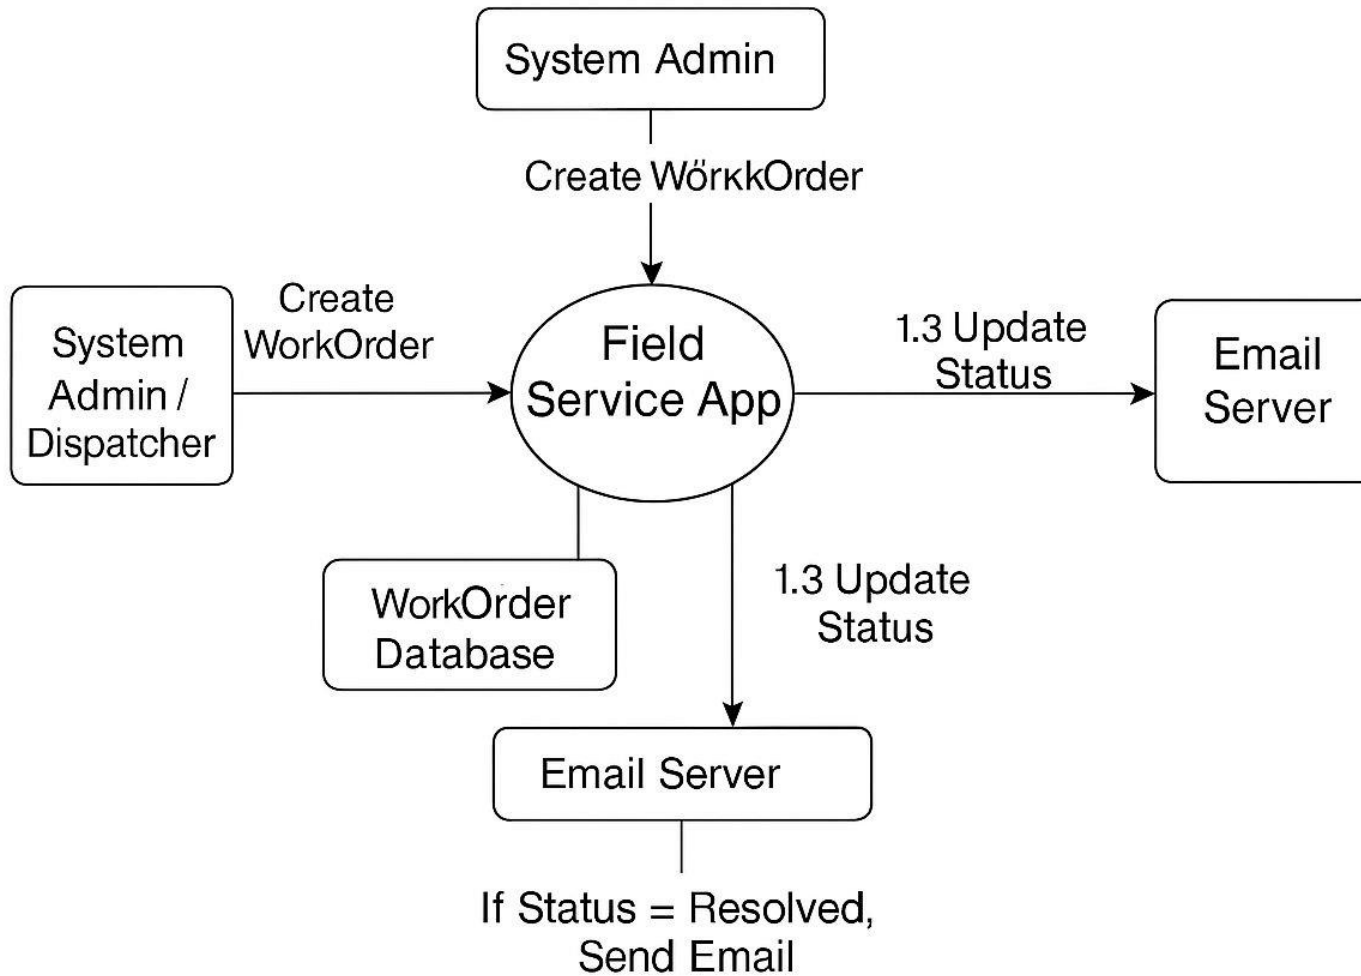 System Admin
Create WörкkOrder
Create
WorkOrder
System
Admin /
Dispatcher
Field
Service App
1.3 Update
Status
Email
Server
WorkOrder
Database
1.3 Update
Status
Email Server
If Status = Resolved,
Send Email